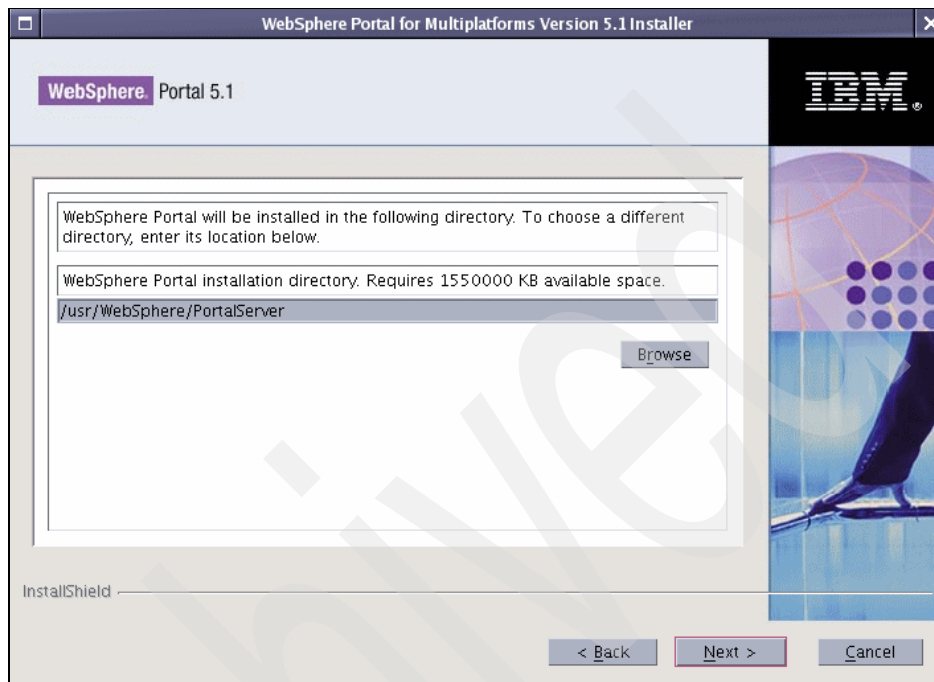 WebSphere Portal for Multiplatforms Version 5.1 Installer
WebSphere. Portal 5.1
IBM®
WebSphere Portal will be installed in the following directory. To choose a different
directory, enter its location below.
WebSphere Portal installation directory. Requires 1550000 KB available space.
/usr/WebSphere/PortalServer
Browse
InstallShield
< Back
Next >
Cancel